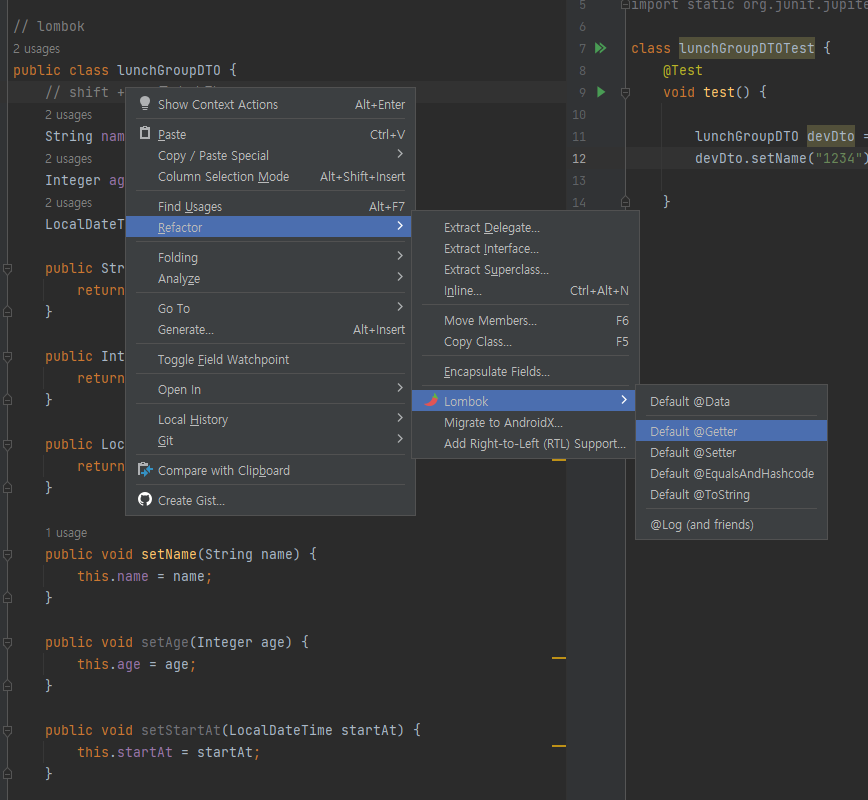 // lombok
2 usages
public class lunchGroupDTO {
// shift +
2 usages
String nam
2 usages
Integer ag
2 usages
LocalDateT
public Str
return
}
public Int
return
}
public Loc
return
}
1 usage
public void setName(String name) {
this.name = name;
}
public void setAge(Integer age) {
this.age = age;
}
public void setStartAt(LocalDateTime startAt) {
this.startAt = startAt;
}
Show Context Actions Alt+Enter
Paste Ctrl+V
Copy / Paste Special
Column Selection Mode Alt+Shift+Insert
Find Usages Alt+F7
Refactor
Folding
Analyze
Go To
Generate... Alt+Insert
Toggle Field Watchpoint
Open In
Local History
Git
Compare with Clipboard
Create Gist...
Extract Delegate...
Extract Interface...
Extract Superclass...
Inline... Ctrl+Alt+N
Move Members... F6
Copy Class... F5
Encapsulate Fields...
Lombok
Migrate to AndroidX...
Add Right-to-Left (RTL) Support...
Default @Data
Default @Getter
Default @Setter
Default @EqualsAndHashcode
Default @ToString
@Log (and friends)
5 import static org.junit.jupite
6
7 class lunchGroupDTOTest {
8 @Test
9 void test() {
10
11 lunchGroupDTO devDto =
12 devDto.setName("1234")
13
14 }